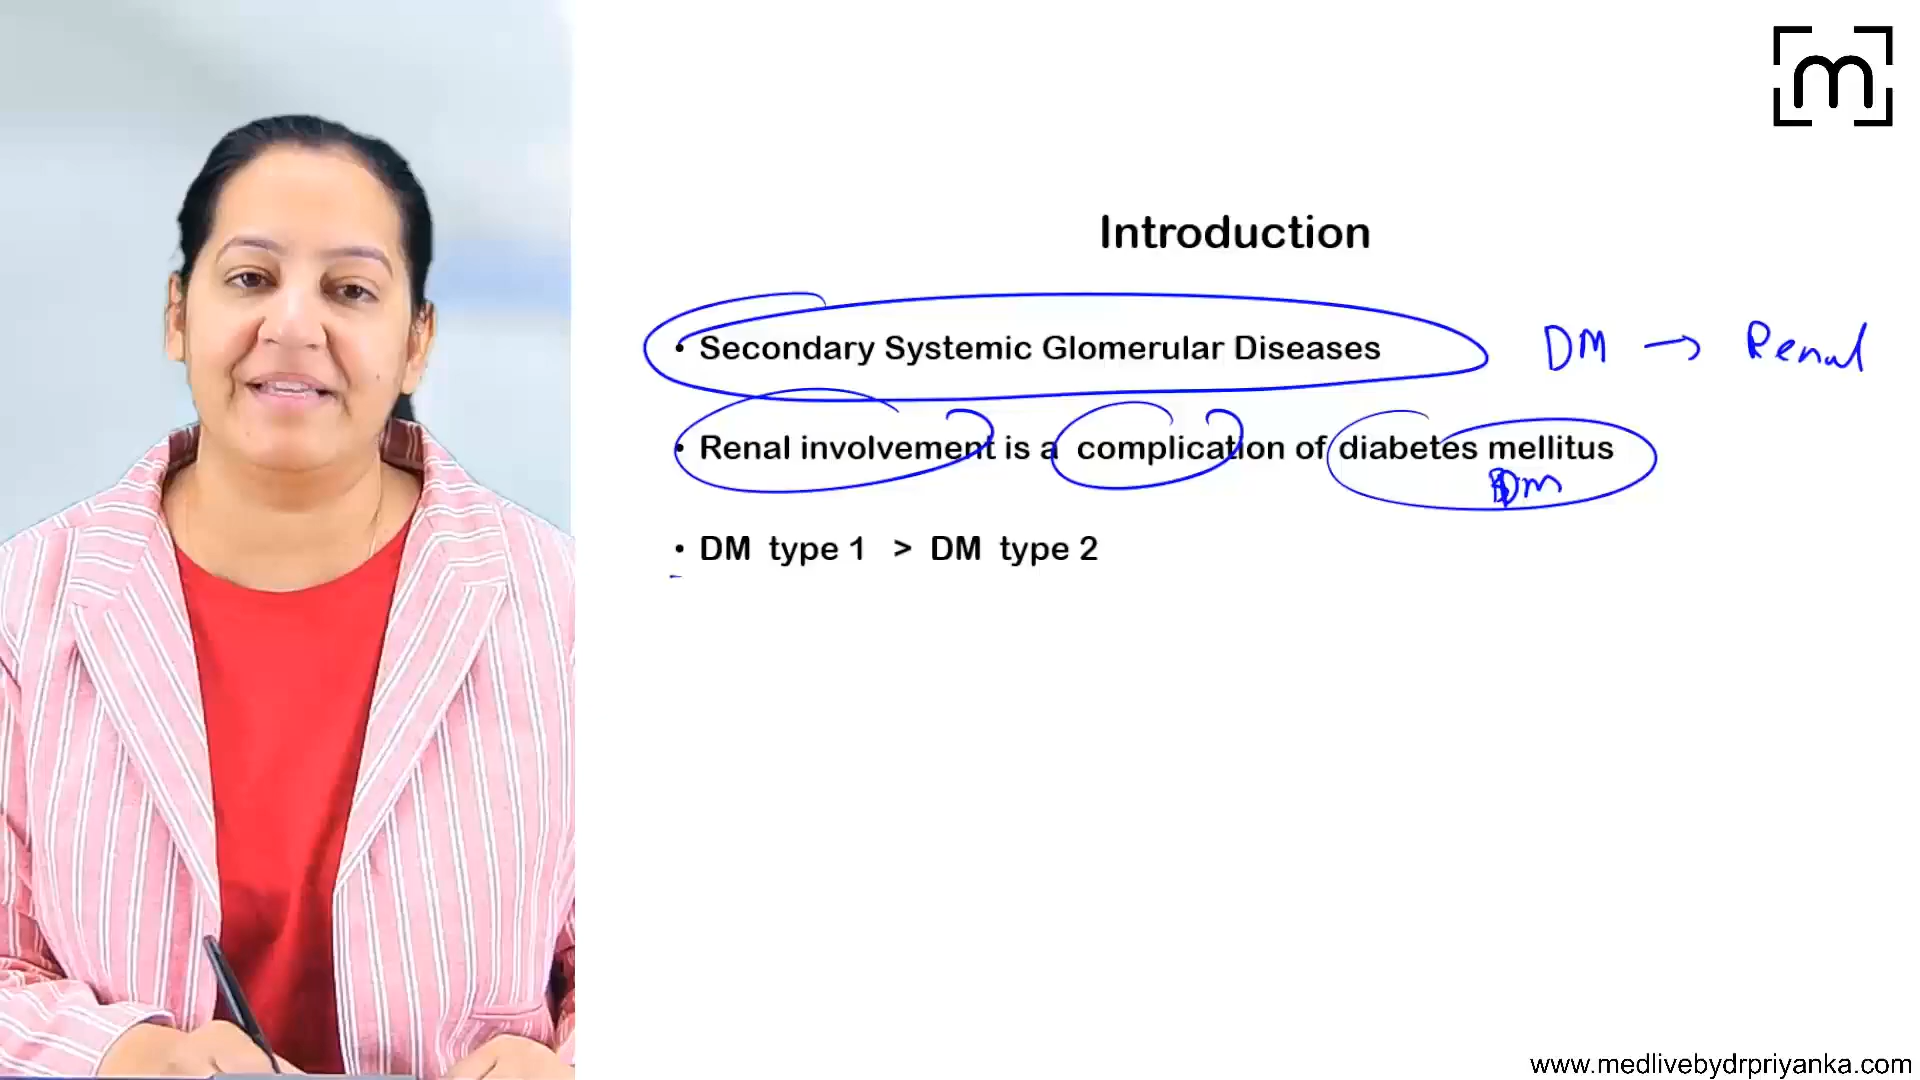 m
Introduction
• Secondary Systemic Glomerular Diseases DM → Renal
• Renal involvement is a complication of diabetes mellitus
DM
• DM type 1 > DM type 2
www.medlivebydrpriyanka.com